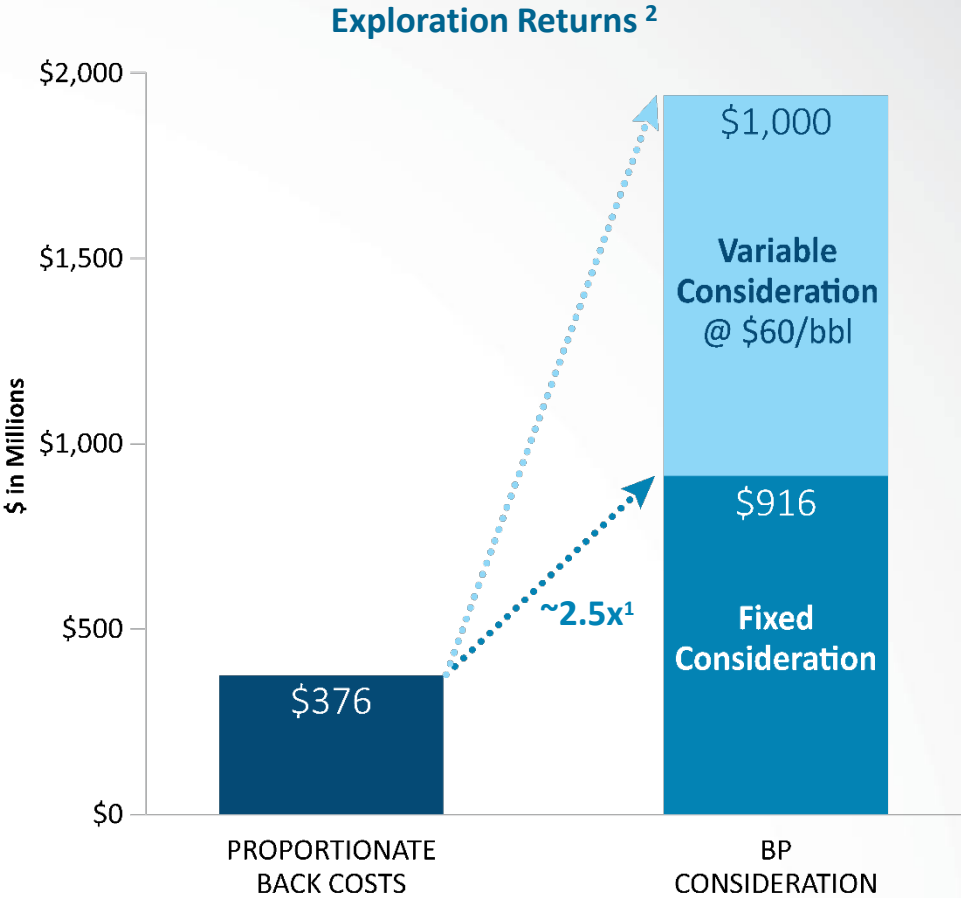 Exploration Returns ²
$ in Millions
$2,000
$1,500
$1,000
$500
$0
$376
~2.5x¹
$1,000
Variable
Consideration
@ $60/bbl
$916
Fixed
Consideration
PROPORTIONATE
BACK COSTS
BP
CONSIDERATION